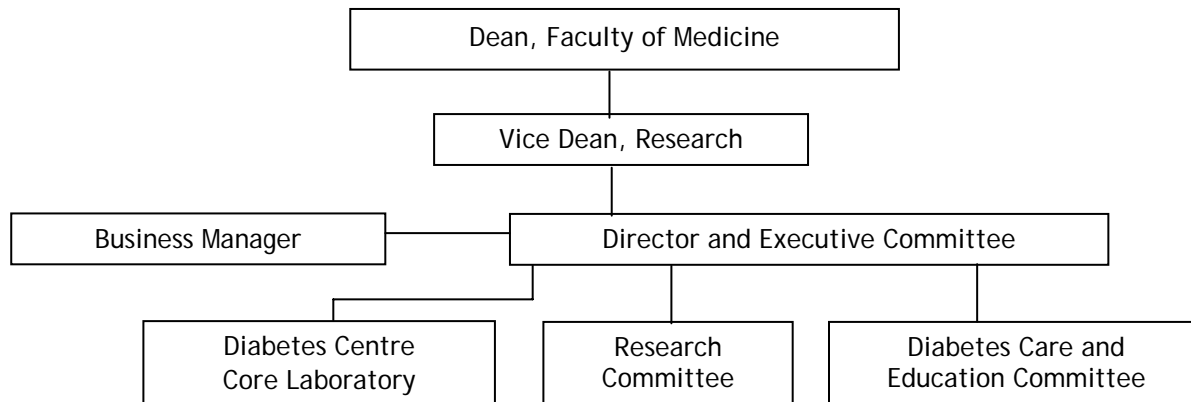 Dean, Faculty of Medicine
Vice Dean, Research
Business Manager
Director and Executive Committee
Diabetes Centre
Core Laboratory
Research
Committee
Diabetes Care and
Education Committee